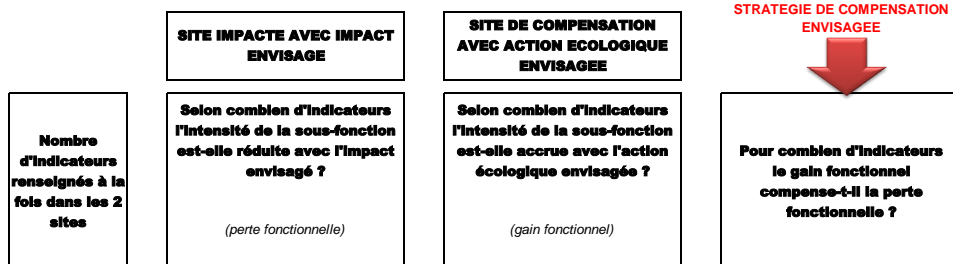 STRATEGIE DE COMPENSATION
ENVISAGEE
SITE IMPACTE AVEC IMPACT
ENVISAGE
SITE DE COMPENSATION
AVEC ACTION ECOLOGIQUE
ENVISAGEE
Nombre
d'indicateurs
renseignés à la
fois dans les 2
sites
Selon combien d'indicateurs
l'intensité de la sous-fonction
est-elle réduite avec l'impact
envisagé ?
(perte fonctionnelle)
Selon combien d'indicateurs
l'intensité de la sous-fonction
est-elle accrue avec l'action
écologique envisagée ?
(gain fonctionnel)
Pour combien d'indicateurs
le gain fonctionnel
compense-t-il la perte
fonctionnelle ?